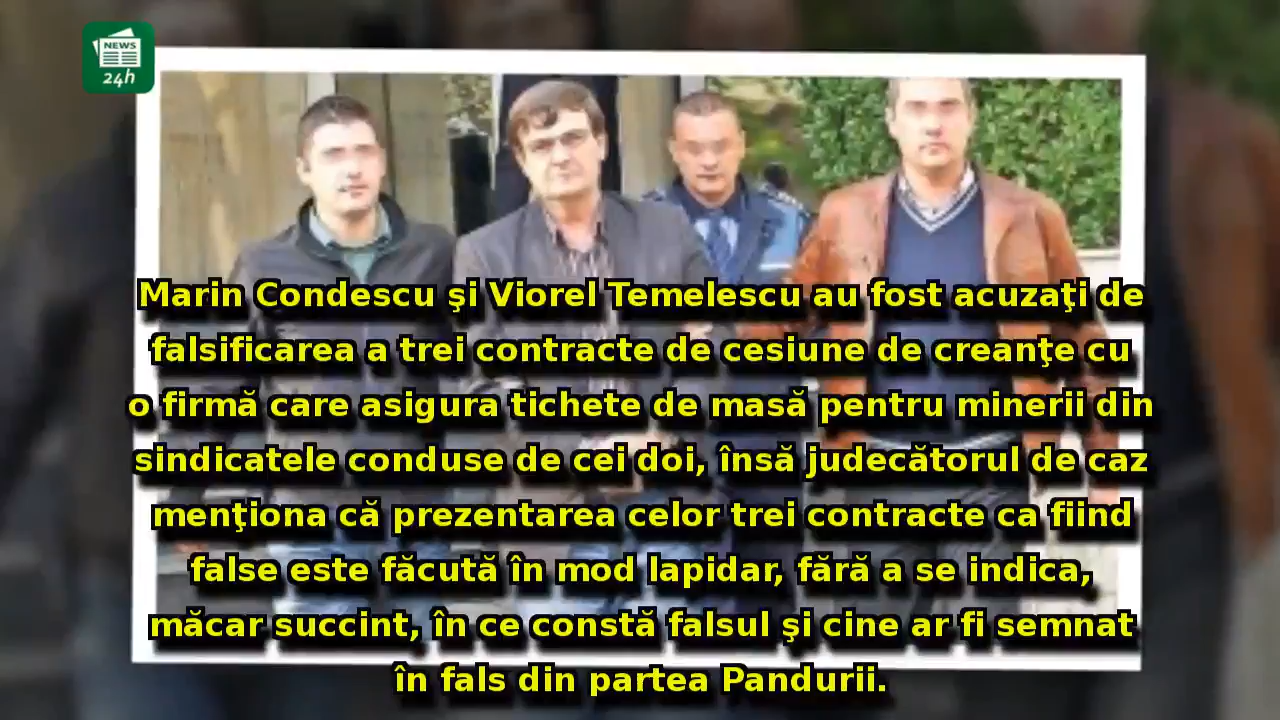 NEWS
24h
Marin Condescu şi Viorel Temelescu au fost acuzaţi de
falsificarea a trei contracte de cesiune de creanţe cu
o firmă care asigura tichete de masă pentru minerii din
sindicatele conduse de cei doi, însă judecătorul de caz
menţiona că prezentarea celor trei contracte ca fiind
false este făcută în mod lapidar, fără a se indica,
măcar succint, în ce constă falsul şi cine ar fi semnat
în fals din partea Pandurii.